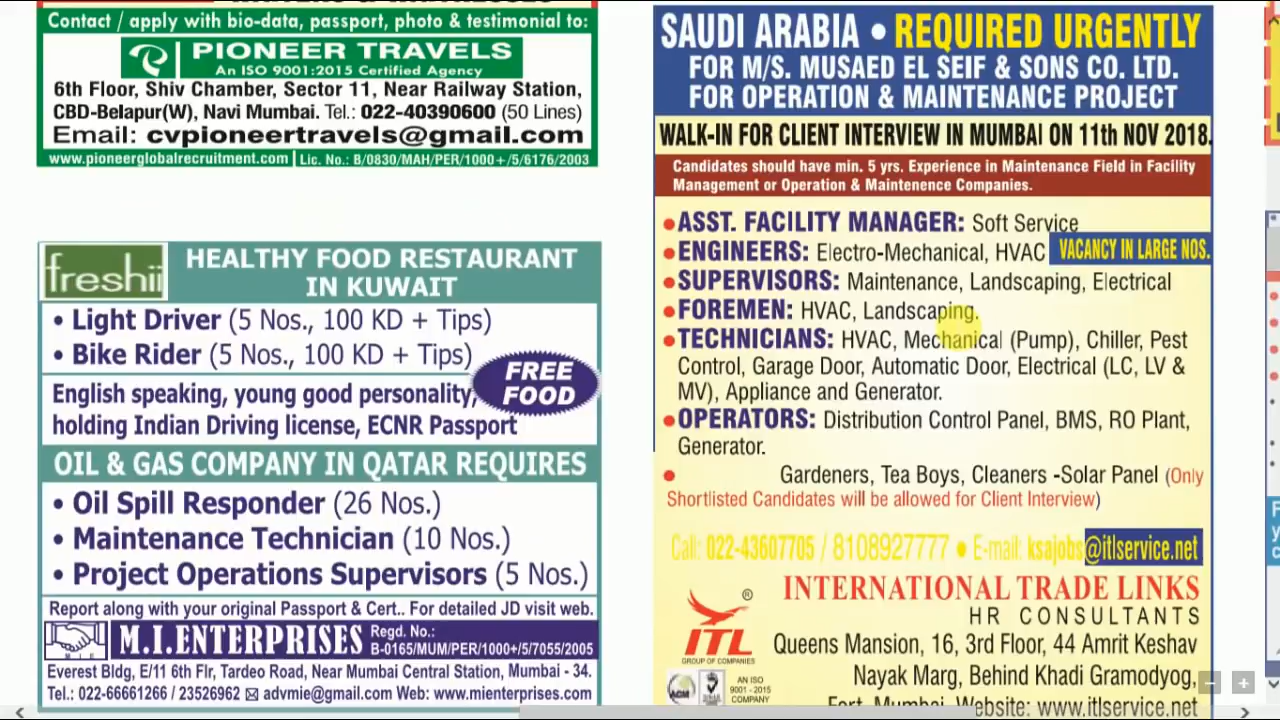 Contact / apply with bio-data, passport, photo & testimonial to:
PIONEER TRAVELS
An ISO 9001:2015 Certified Agency
6th Floor, Shiv Chamber, Sector 11, Near Railway Station,
CBD-Belapur(W), Navi Mumbai. Tel.: 022-40390600 (50 Lines)
Email: cvpioneertravels@gmail.com
www.pioneerglobalrecruitment.com | Lic. No.: B/0830/MAH/PER/1000+/5/6176/2003
freshii
HEALTHY FOOD RESTAURANT
IN KUWAIT
• Light Driver (5 Nos., 100 KD + Tips)
• Bike Rider (5 Nos., 100 KD + Tips)
FREE
FOOD
English speaking, young good personality,
holding Indian Driving license, ECNR Passport
OIL & GAS COMPANY IN QATAR REQUIRES
• Oil Spill Responder (26 Nos.)
• Maintenance Technician (10 Nos.)
• Project Operations Supervisors (5 Nos.)
Report along with your original Passport & Cert.. For detailed JD visit web.
M.I.ENTERPRISES Regd. No.:
B-0165/MUM/PER/1000+/5/7055/2005
Everest Bldg, E/11 6th Flr, Tardeo Road, Near Mumbai Central Station, Mumbai - 34.
Tel.: 022-66661266 / 23526962 ✉ advmie@gmail.com Web: www.mienterprises.com
SAUDI ARABIA • REQUIRED URGENTLY
FOR M/S. MUSAED EL SEIF & SONS CO. LTD.
FOR OPERATION & MAINTENANCE PROJECT
WALK-IN FOR CLIENT INTERVIEW IN MUMBAI ON 11th NOV 2018.
Candidates should have min. 5 yrs. Experience in Maintenance Field in Facility
Management or Operation & Maintenence Companies.
• ASST. FACILITY MANAGER: Soft Service
• ENGINEERS: Electro-Mechanical, HVAC VACANCY IN LARGE NOS.
• SUPERVISORS: Maintenance, Landscaping, Electrical
• FOREMEN: HVAC, Landscaping.
• TECHNICIANS: HVAC, Mechanical (Pump), Chiller, Pest
Control, Garage Door, Automatic Door, Electrical (LC, LV &
MV), Appliance and Generator.
• OPERATORS: Distribution Control Panel, BMS, RO Plant,
Generator.
• Gardeners, Tea Boys, Cleaners -Solar Panel (Only
Shortlisted Candidates will be allowed for Client Interview)
Call: 022-43607705 / 8108927777 • E-mail: ksajobs@itlservice.net
INTERNATIONAL TRADE LINKS
HR CONSULTANTS
ITL ®
GROUP OF COMPANIES
Queens Mansion, 16, 3rd Floor, 44 Amrit Keshav
Nayak Marg, Behind Khadi Gramodyog,
AN ISO
9001 - 2015
COMPANY
Fort, Mumbai. Website: www.itlservice.net